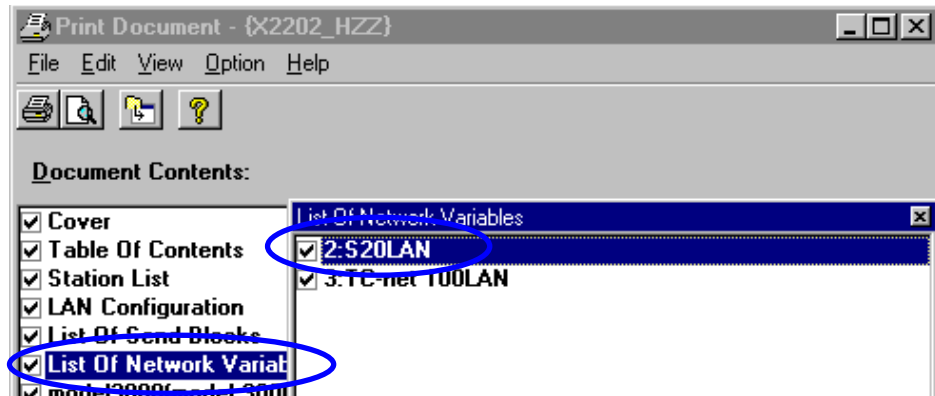 Print Document - {X2202_HZZ}
File Edit View Option Help
Document Contents:
Cover
Table Of Contents
Station List
LAN Configuration
List Of Send Blocks
List Of Network Variab
List Of Network Variables
2:S20LAN
3:TC-net 100LAN